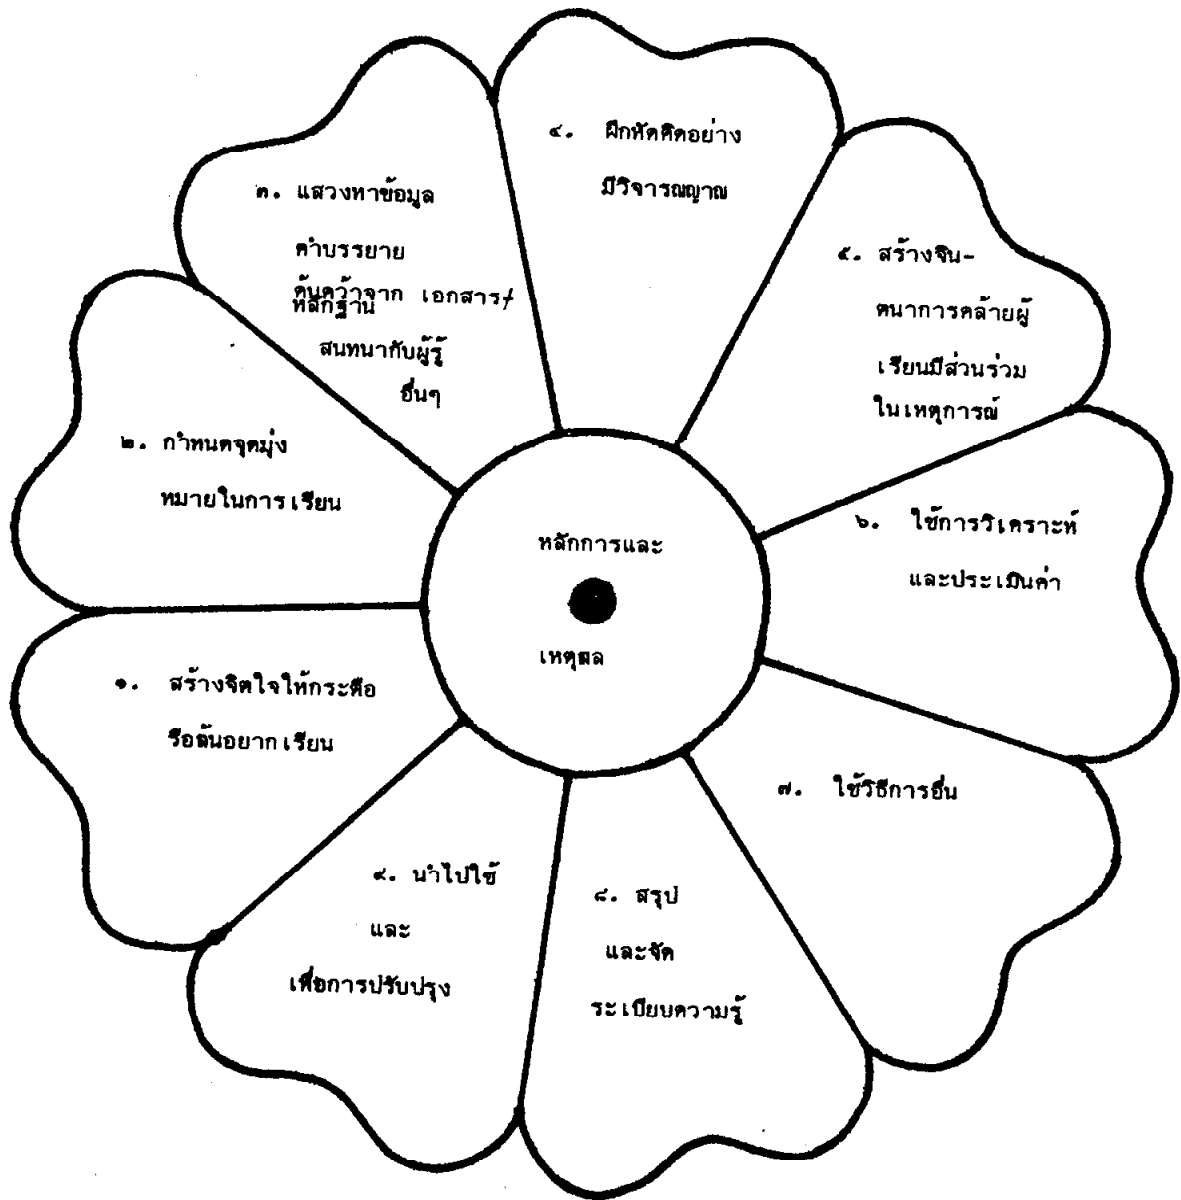 ๑. สร้างจิตใจให้กระตือ
รือล้นอยากเรียน
๒. กำหนดจุดมุ่ง
หมายในการเรียน
๓. แสวงหาข้อมูล
คำบรรยาย
ค้นคว้าจาก เอกสาร/
หลักฐาน
สนทนากับผู้รู้
อื่นๆ
๔. ฝึกหัดคิดอย่าง
มีวิจารณญาณ
๕. สร้างจิน-
ตนาการคล้ายผู้
เรียนมีส่วนร่วม
ในเหตุการณ์
๖. ใช้การวิเคราะห์
และประเมินค่า
๗. ใช้วิธีการอื่น
๘. สรุป
และจัด
ระเบียบความรู้
๙. นำไปใช้
และ
เพื่อการปรับปรุง
หลักการและ
เหตุผล